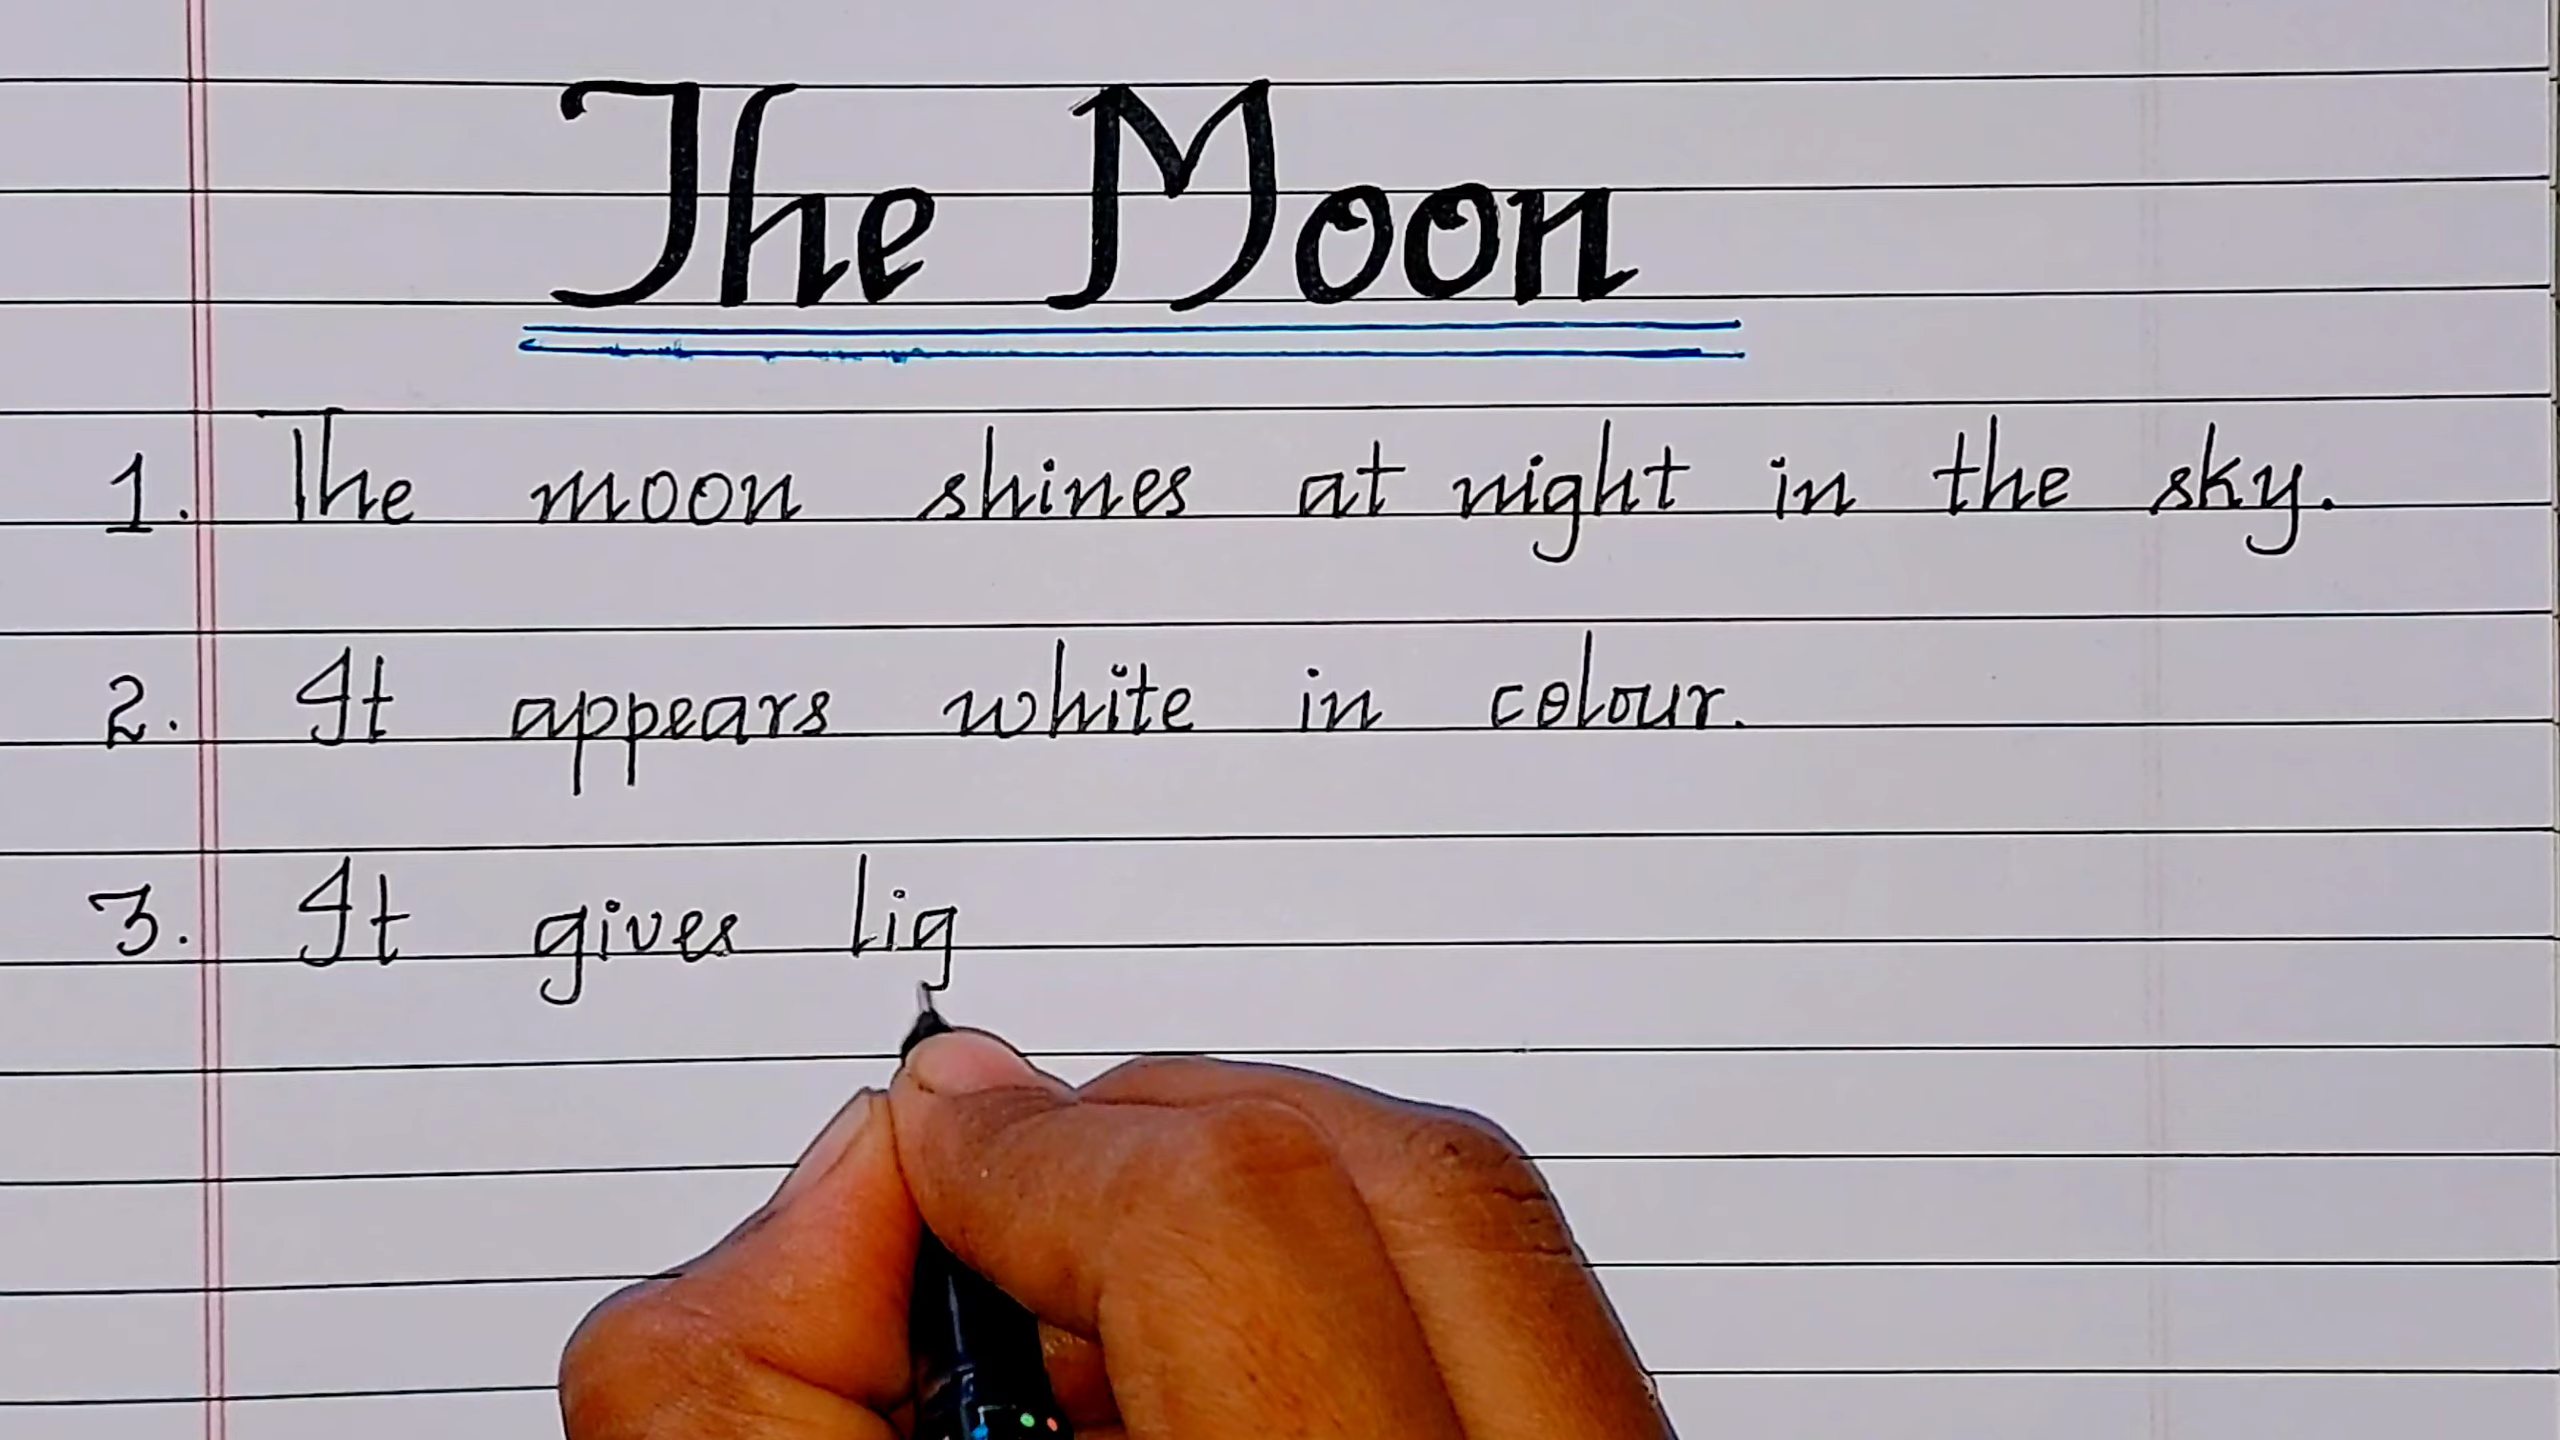 The Moon
1. The moon shines at night in the sky.
2. It appears white in colour.
3. It gives lig